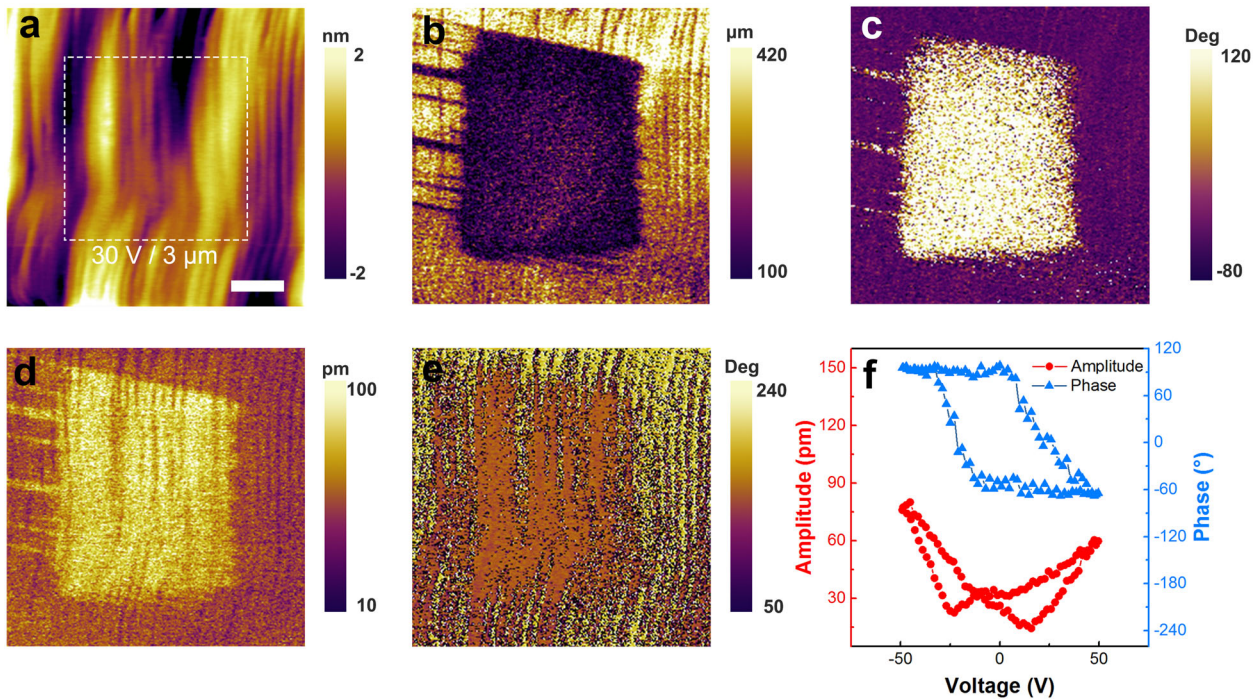 a
nm
2
-2
30 V / 3 µm
b
µm
420
100
c
Deg
120
-80
d
pm
100
10
e
Deg
240
50
f
Amplitude
Phase
150
120
90
60
30
Amplitude (pm)
120
60
0
-60
-120
-180
-240
Phase (°)
-50
0
50
Voltage (V)